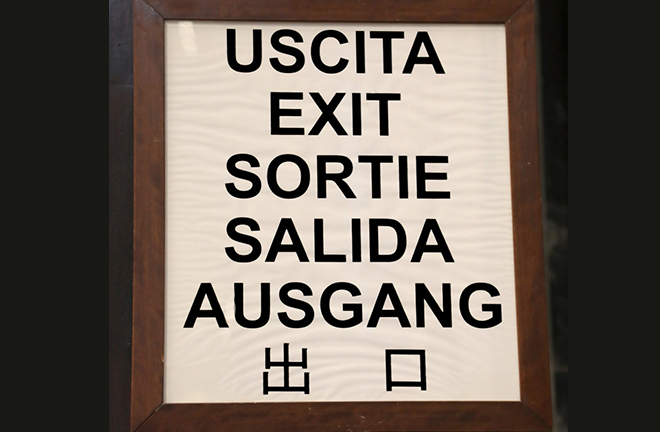 USCITA
EXIT
SORTIE
SALIDA
AUSGANG
出 口